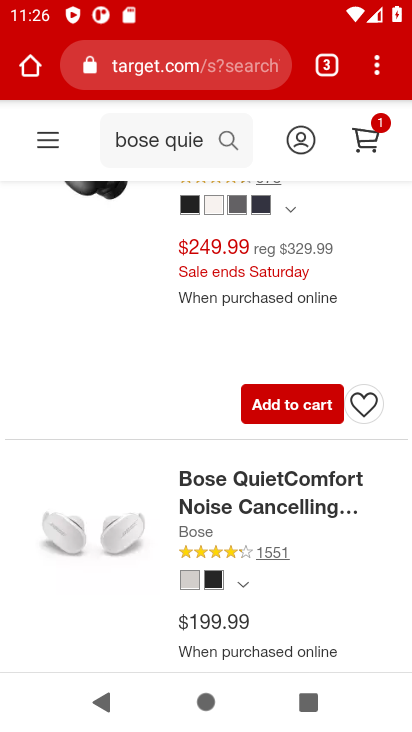 11:26
target.com/s?search
3
bose quie
1
$249.99 reg $329.99
Sale ends Saturday
When purchased online
Add to cart
Bose QuietComfort
Noise Cancelling...
Bose
1551
$199.99
When purchased online